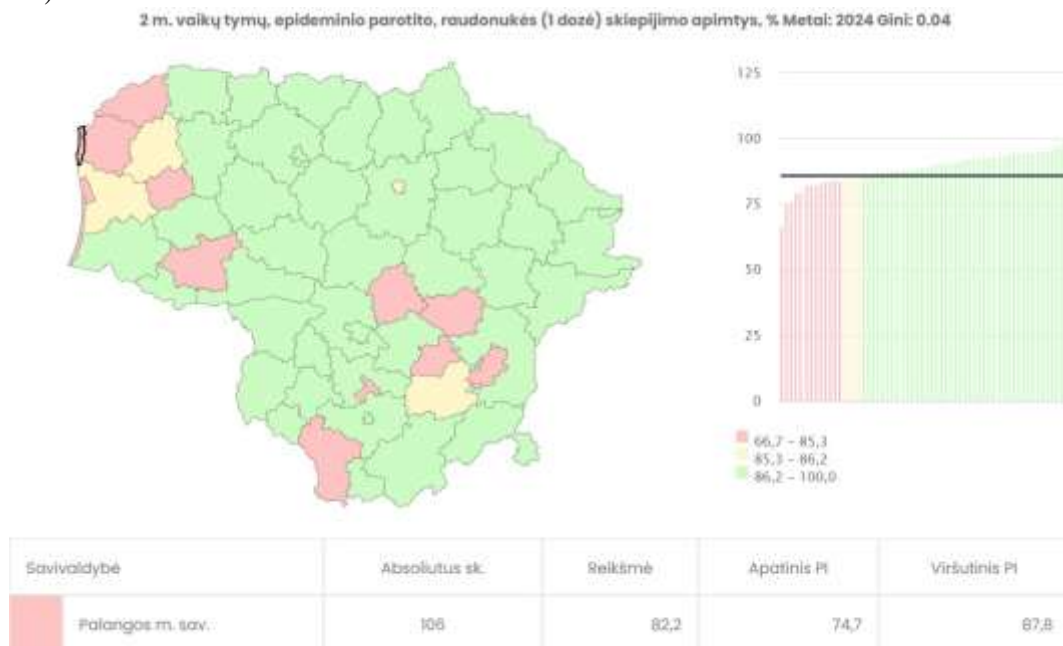 2 m. vaikų tymų, epideminio parotito, raudonukės (1 dozė) skiepijimo apimtys, % Metai: 2024 Gini: 0.04
125
100
75
50
25
0
66,7 – 85,3
85,3 – 86,2
86,2 – 100,0
Savivaldybė Absoliutus sk. Reikšmė Apatinis PI Viršutinis PI
Palangos m. sav. 106 82,2 74,7 87,8